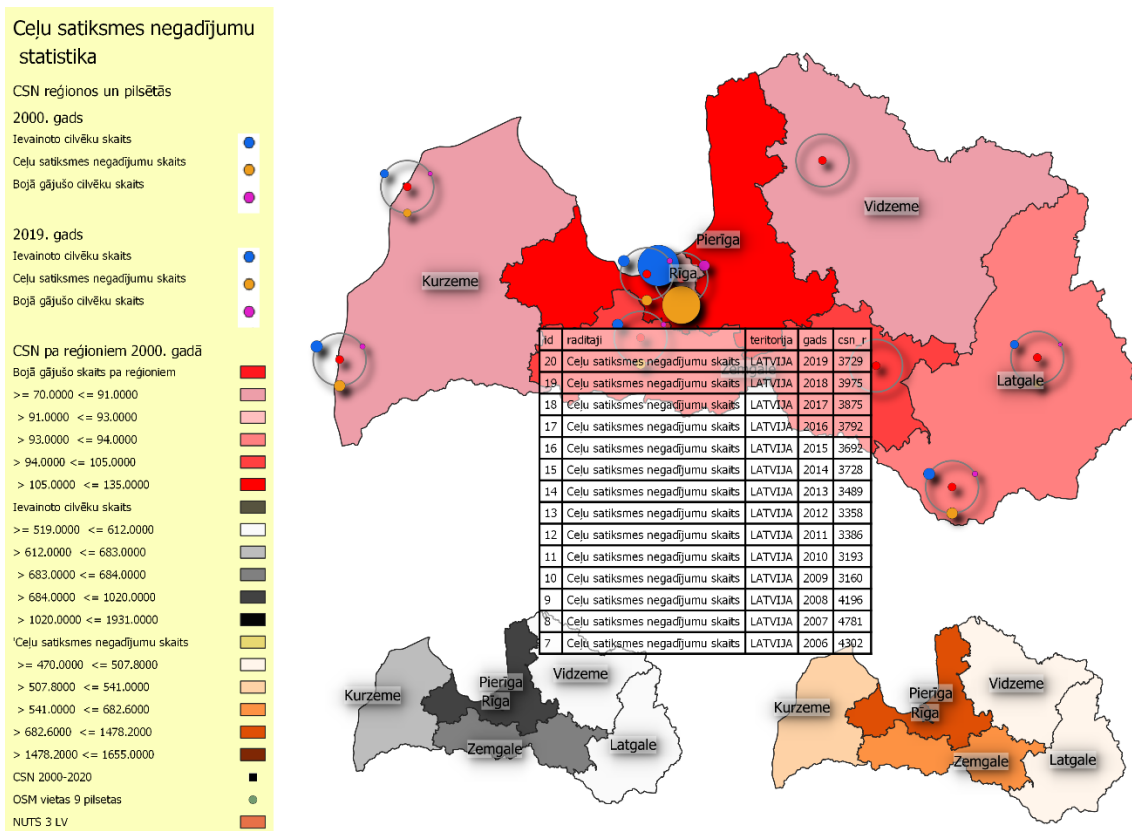 Ceļu satiksmes negadījumu
statistika
CSN reģionos un pilsētās
2000. gads
Ievainoto cilvēku skaits
Ceļu satiksmes negadījumu skaits
Bojā gājušo cilvēku skaits
2019. gads
Ievainoto cilvēku skaits
Ceļu satiksmes negadījumu skaits
Bojā gājušo cilvēku skaits
CSN pa reģioniem 2000. gadā
Bojā gājušo skaits pa reģioniem
>= 70.0000 <= 91.0000
> 91.0000 <= 93.0000
> 93.0000 <= 94.0000
> 94.0000 <= 105.0000
> 105.0000 <= 135.0000
Ievainoto cilvēku skaits
>= 519.0000 <= 612.0000
> 612.0000 <= 683.0000
> 683.0000 <= 684.0000
> 684.0000 <= 1020.0000
> 1020.0000 <= 1931.0000
'Ceļu satiksmes negadījumu skaits
>= 470.0000 <= 507.8000
> 507.8000 <= 541.0000
> 541.0000 <= 682.6000
> 682.6000 <= 1478.2000
> 1478.2000 <= 1655.0000
CSN 2000-2020
OSM vietas 9 pilsetas
NUTS 3 LV
Vidzeme
Pierīga
Rīga
Kurzeme
Zemgale
Latgale
id raditaji teritorija gads csn_r
20 Ceļu satiksmes negadījumu skaits LATVIJA 2019 3729
19 Ceļu satiksmes negadījumu skaits LATVIJA 2018 3975
18 Ceļu satiksmes negadījumu skaits LATVIJA 2017 3875
17 Ceļu satiksmes negadījumu skaits LATVIJA 2016 3792
16 Ceļu satiksmes negadījumu skaits LATVIJA 2015 3692
15 Ceļu satiksmes negadījumu skaits LATVIJA 2014 3728
14 Ceļu satiksmes negadījumu skaits LATVIJA 2013 3489
13 Ceļu satiksmes negadījumu skaits LATVIJA 2012 3358
12 Ceļu satiksmes negadījumu skaits LATVIJA 2011 3386
11 Ceļu satiksmes negadījumu skaits LATVIJA 2010 3193
10 Ceļu satiksmes negadījumu skaits LATVIJA 2009 3160
9 Ceļu satiksmes negadījumu skaits LATVIJA 2008 4196
8 Ceļu satiksmes negadījumu skaits LATVIJA 2007 4781
7 Ceļu satiksmes negadījumu skaits LATVIJA 2006 4302
Vidzeme
Pierīga
Kurzeme
Rīga
Latgale
Zemgale
Vidzeme
Pierīga
Kurzeme
Rīga
Zemgale
Latgale